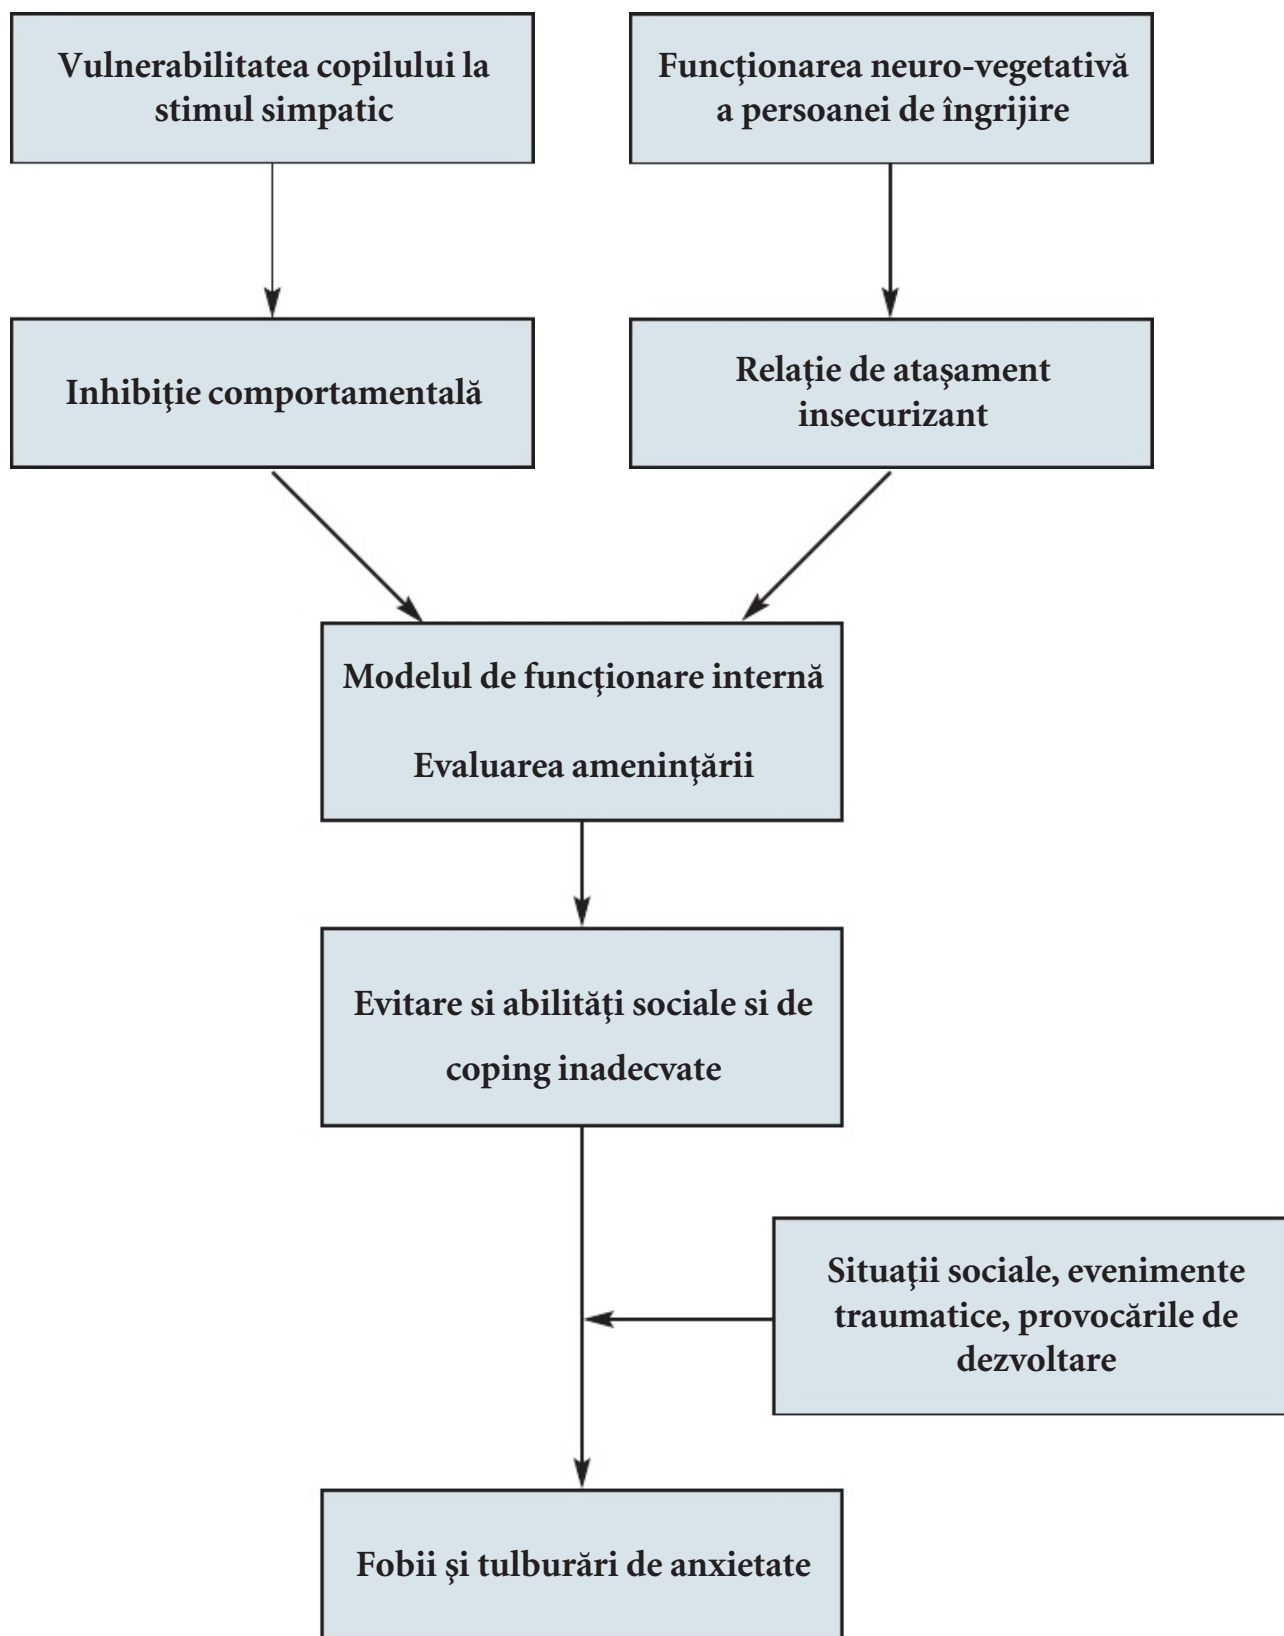 Vulnerabilitatea copilului la
stimul simpatic
Funcţionarea neuro-vegetativă
a persoanei de îngrijire
Inhibiţie comportamentală
Relaţie de ataşament
insecurizant
Modelul de funcţionare internă
Evaluarea ameninţării
Evitare si abilităţi sociale si de
coping inadecvate
Situaţii sociale, evenimente
traumatice, provocările de
dezvoltare
Fobii şi tulburări de anxietate